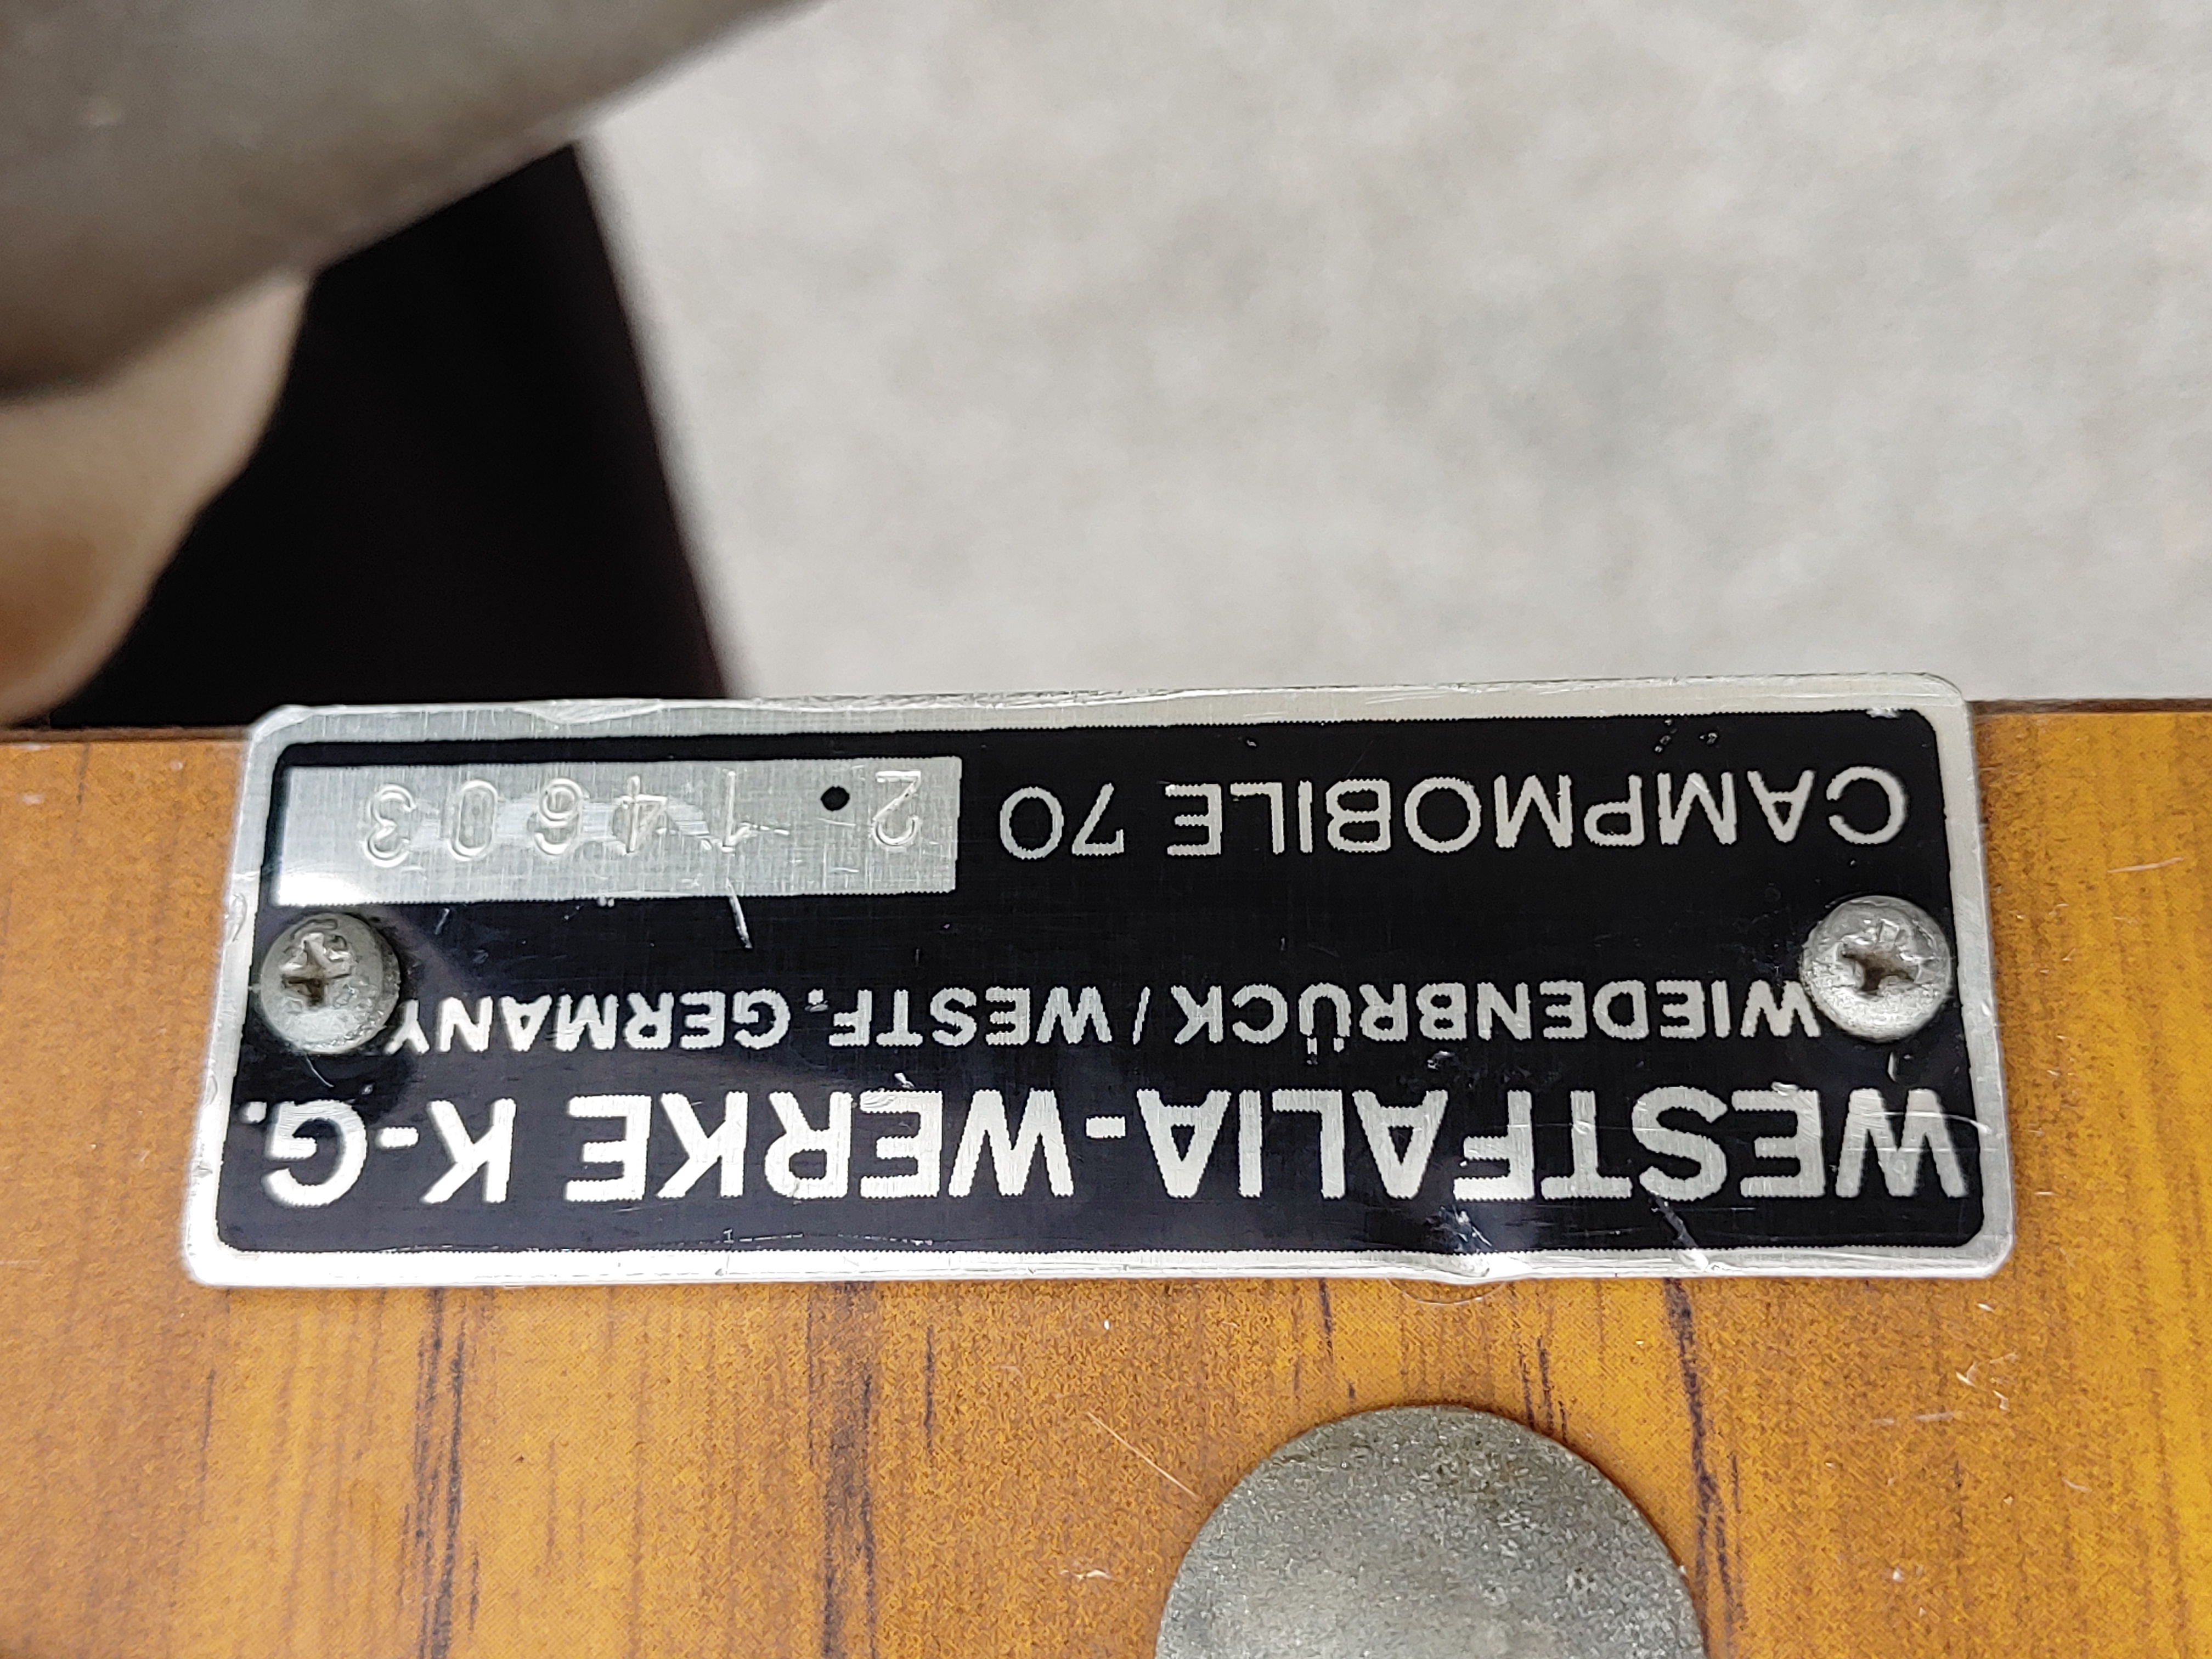 WESTFALIA-WERKE K-G.
WIEDENBRÜCK / WESTF. GERMANY
CAMPMOBILE 70 2 • 14603